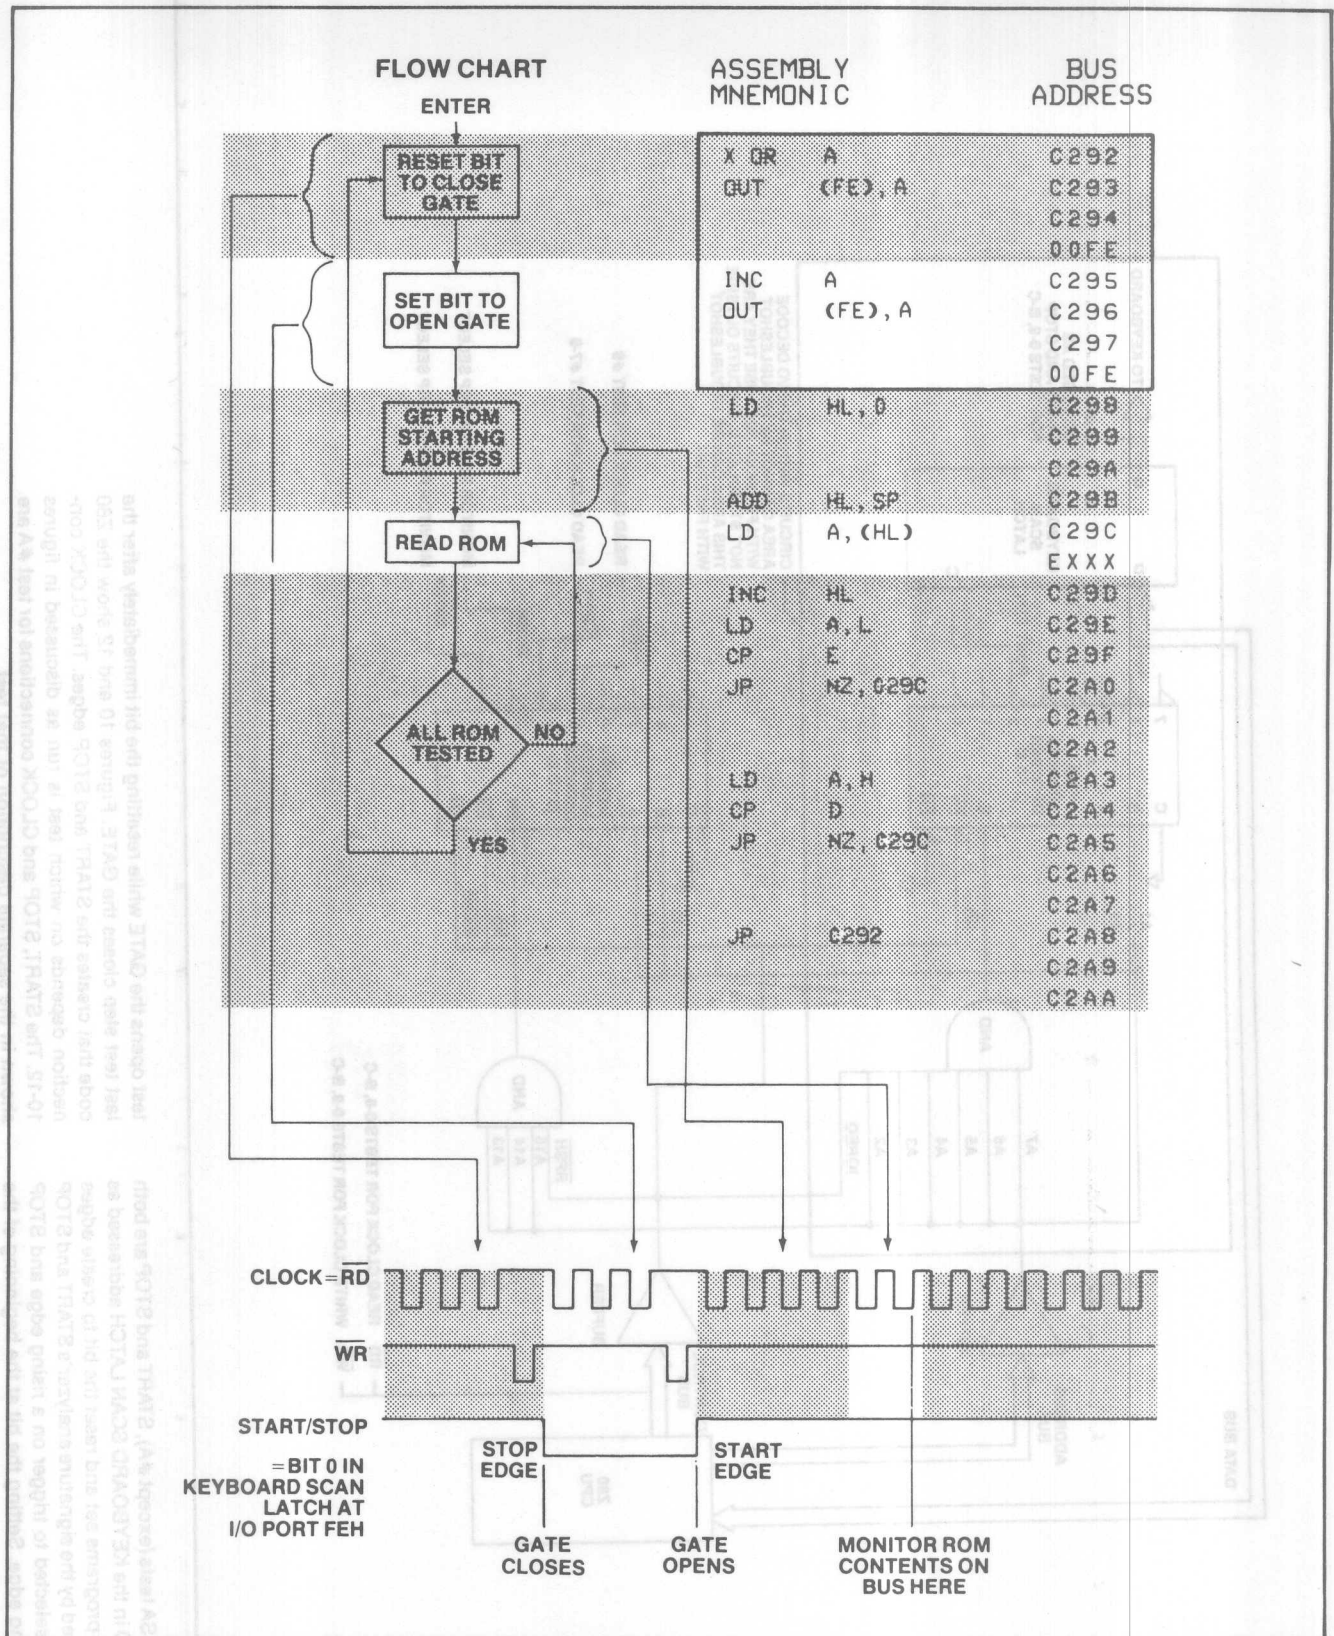 FLOW CHART
ASSEMBLY MNEMONIC
BUS ADDRESS
ENTER
RESET BIT
TO CLOSE
GATE
SET BIT TO
OPEN GATE
GET ROM
STARTING
ADDRESS
READ ROM
ALL ROM
TESTED
NO
YES
X OR A C292
OUT (FE), A C293
C294
00FE
INC A C295
OUT (FE), A C296
C297
00FE
LD HL, 0 C298
C299
C29A
ADD HL, SP C29B
LD A, (HL) C29C
EXXX
INC HL C29D
LD A, L C29E
CP E C29F
JP NZ, C29C C2A0
C2A1
C2A2
LD A, H C2A3
CP D C2A4
JP NZ, C29C C2A5
C2A6
C2A7
JP C292 C2A8
C2A9
C2AA
CLOCK=RD
WR
START/STOP
=BIT 0 IN
KEYBOARD SCAN
LATCH AT
I/O PORT FEH
STOP
EDGE
START
EDGE
GATE
CLOSES
GATE
OPENS
MONITOR ROM
CONTENTS ON
BUS HERE